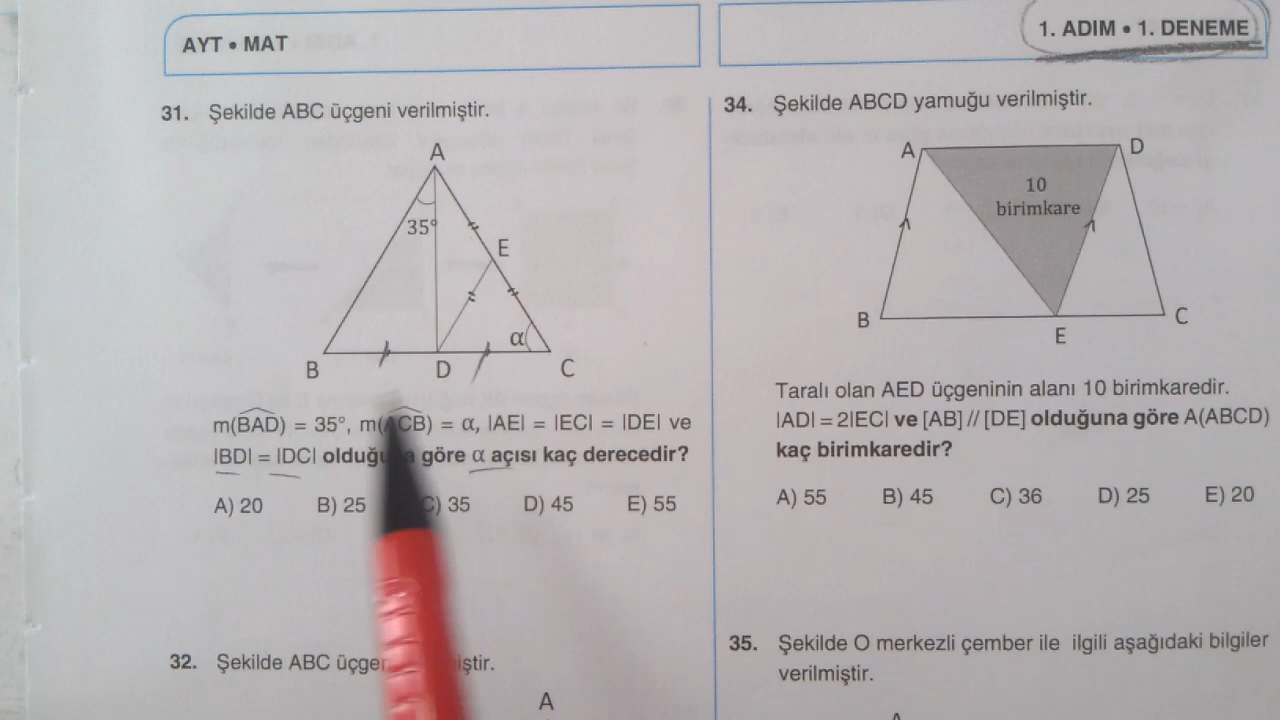 AYT • MAT
1. ADIM • 1. DENEME
31. Şekilde ABC üçgeni verilmiştir.
A
35°
E
α
B
D
C
m(BAD) = 35°, m(ACB) = α, |AE| = |EC| = |DE| ve
|BD| = |DC| olduğuna göre α açısı kaç derecedir?
A) 20 B) 25 C) 35 D) 45 E) 55
32. Şekilde ABC
A
34. Şekilde ABCD yamuğu verilmiştir.
A
D
10
birimkare
B
C
E
Taralı olan AED üçgeninin alanı 10 birimkaredir.
|AD| = 2|EC| ve [AB] // [DE] olduğuna göre A(ABCD)
kaç birimkaredir?
A) 55 B) 45 C) 36 D) 25 E) 20
35. Şekilde O merkezli çember ile ilgili aşağıdaki bilgiler
verilmiştir.